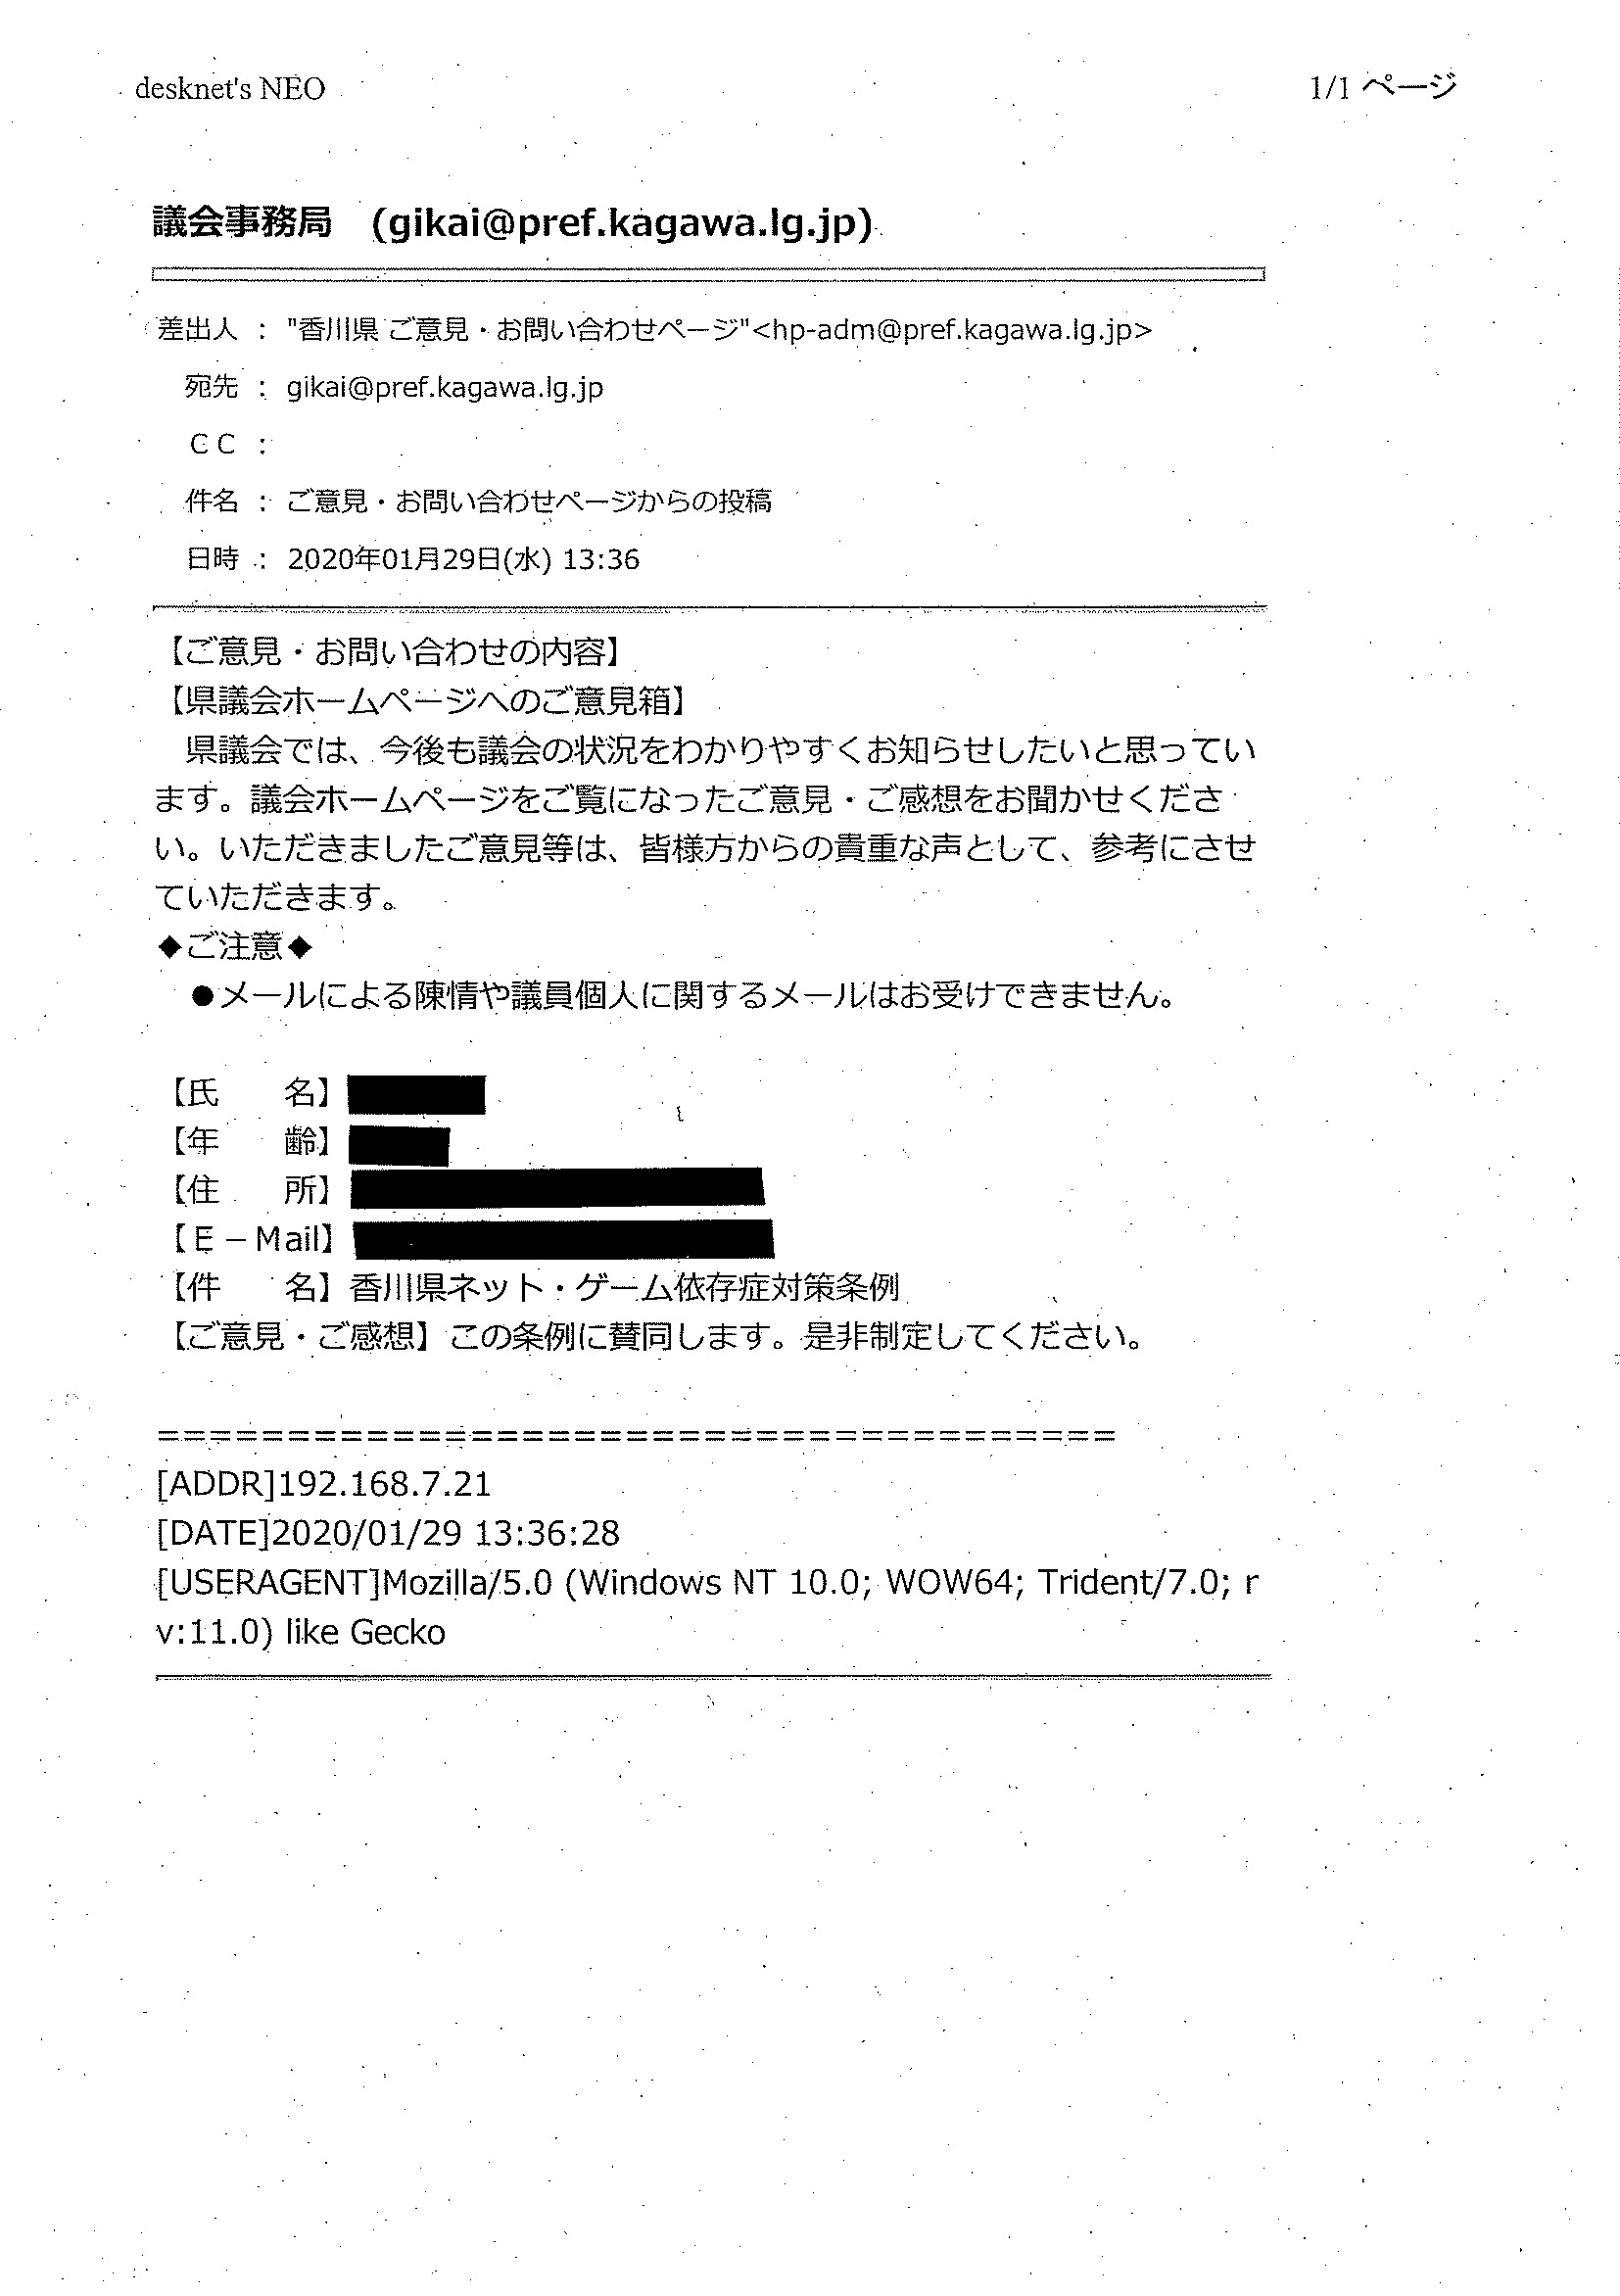 desknet's NEO 1/1 ページ
議会事務局 (gikai@pref.kagawa.lg.jp)
差出人 : "香川県 ご意見・お問い合わせページ"<hp-adm@pref.kagawa.lg.jp>
宛先 : gikai@pref.kagawa.lg.jp
ＣＣ :
件名 : ご意見・お問い合わせページからの投稿
日時 : 2020年01月29日(水) 13:36
【ご意見・お問い合わせの内容】
【県議会ホームページへのご意見箱】
　県議会では、今後も議会の状況をわかりやすくお知らせしたいと思ってい
ます。議会ホームページをご覧になったご意見・ご感想をお聞かせくださ
い。いただきましたご意見等は、皆様方からの貴重な声として、参考にさせ
ていただきます。
◆ご注意◆
　●メールによる陳情や議員個人に関するメールはお受けできません。
【氏　　名】
【年　　齢】
【住　　所】
【Ｅ－Mail】
【件　　名】香川県ネット・ゲーム依存症対策条例
【ご意見・ご感想】この条例に賛同します。是非制定してください。
=====================================
[ADDR]192.168.7.21
[DATE]2020/01/29 13:36:28
[USERAGENT]Mozilla/5.0 (Windows NT 10.0; WOW64; Trident/7.0; r
v:11.0) like Gecko